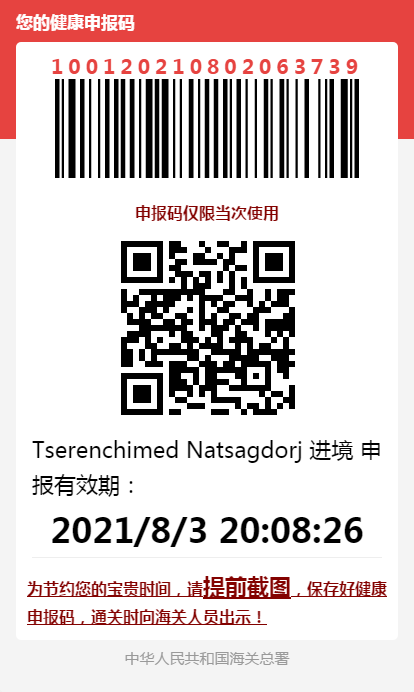 您的健康申报码
100120210802063739
申报码仅限当次使用
Tserenchimed Natsagdorj 进境 申
报有效期：
2021/8/3 20:08:26
为节约您的宝贵时间，请提前截图，保存好健康
申报码，通关时向海关人员出示！
中华人民共和国海关总署